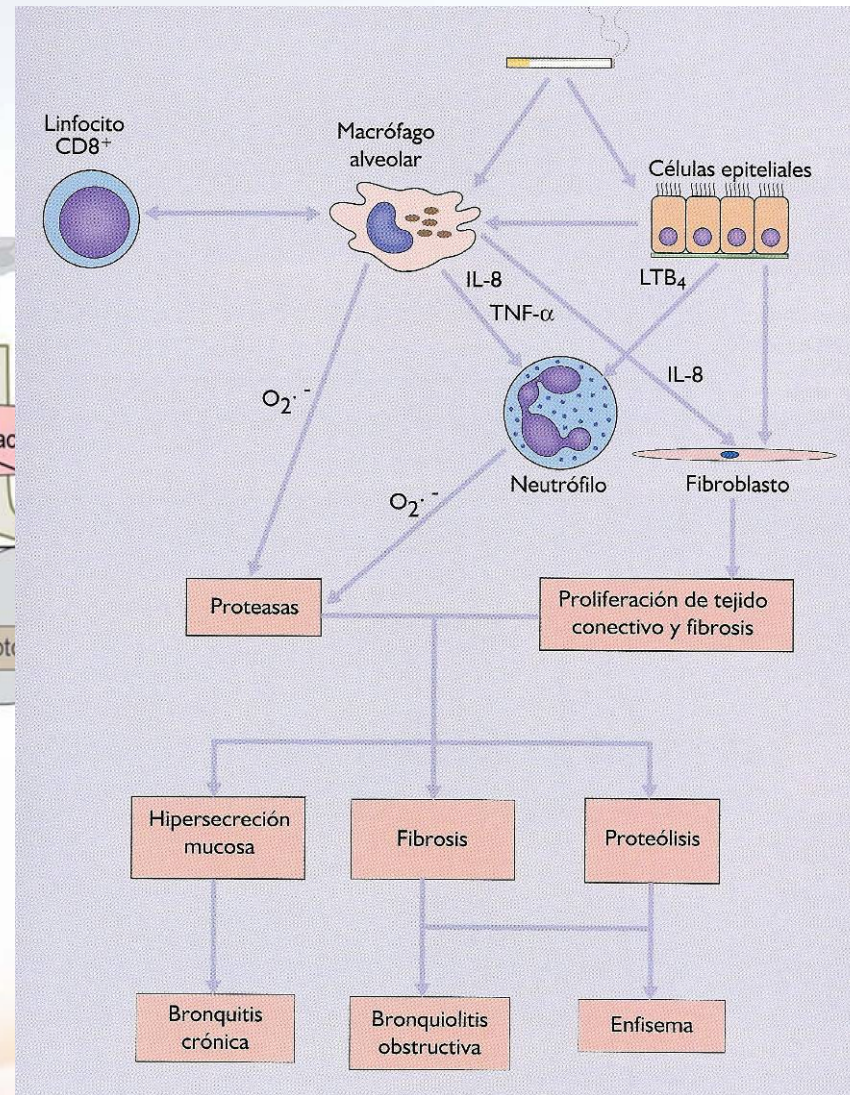 Linfocito
CD8+
Macrófago
alveolar
Células epiteliales
IL-8
TNF-α
LTB4
IL-8
O2·-
Neutrófilo
Fibroblasto
O2·-
Proteasas
Proliferación de tejido
conectivo y fibrosis
Hipersecreción
mucosa
Fibrosis
Proteólisis
Bronquitis
crónica
Bronquiolitis
obstructiva
Enfisema